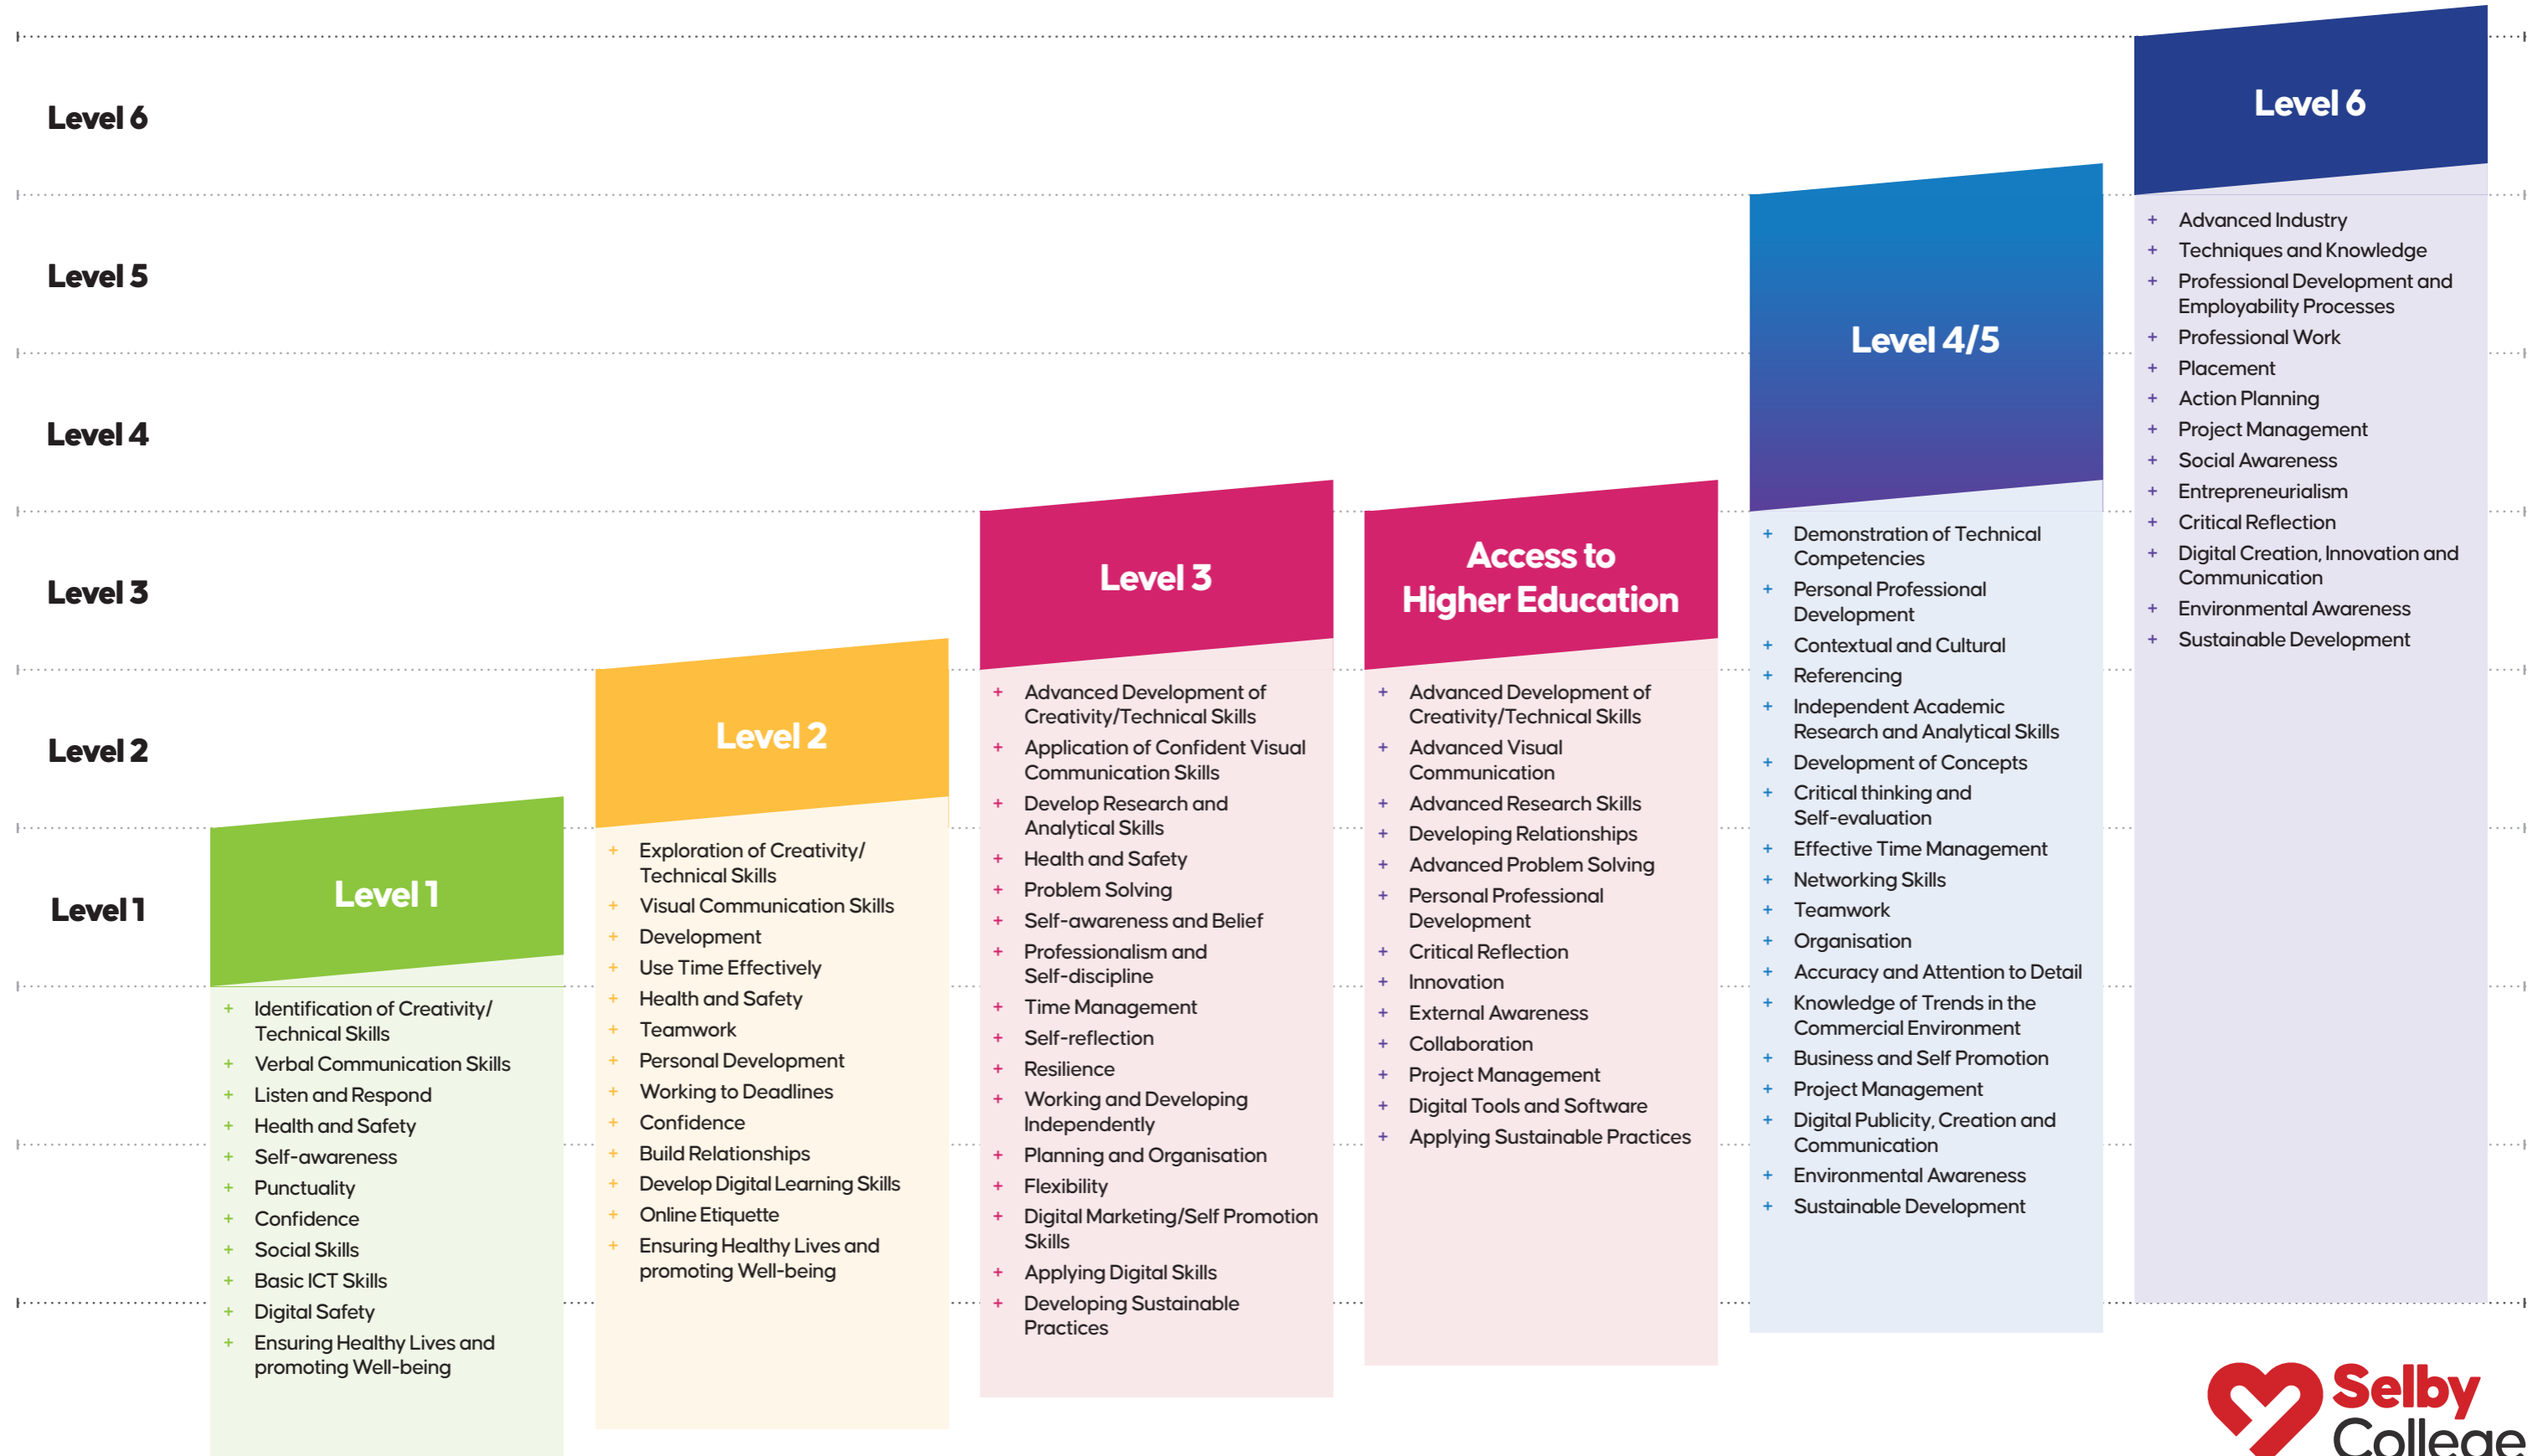 Level 6
Level 5
Level 4
Level 3
Level 2
Level 1
Level 1
+ Identification of Creativity/
Technical Skills
+ Verbal Communication Skills
+ Listen and Respond
+ Health and Safety
+ Self-awareness
+ Punctuality
+ Confidence
+ Social Skills
+ Basic ICT Skills
+ Digital Safety
+ Ensuring Healthy Lives and
promoting Well-being
Level 2
+ Exploration of Creativity/
Technical Skills
+ Visual Communication Skills
+ Development
+ Use Time Effectively
+ Health and Safety
+ Teamwork
+ Personal Development
+ Working to Deadlines
+ Confidence
+ Build Relationships
+ Develop Digital Learning Skills
+ Online Etiquette
+ Ensuring Healthy Lives and
promoting Well-being
Level 3
+ Advanced Development of
Creativity/Technical Skills
+ Application of Confident Visual
Communication Skills
+ Develop Research and
Analytical Skills
+ Health and Safety
+ Problem Solving
+ Self-awareness and Belief
+ Professionalism and
Self-discipline
+ Time Management
+ Self-reflection
+ Resilience
+ Working and Developing
Independently
+ Planning and Organisation
+ Flexibility
+ Digital Marketing/Self Promotion
Skills
+ Applying Digital Skills
+ Developing Sustainable
Practices
Access to
Higher Education
+ Advanced Development of
Creativity/Technical Skills
+ Advanced Visual
Communication
+ Advanced Research Skills
+ Developing Relationships
+ Advanced Problem Solving
+ Personal Professional
Development
+ Critical Reflection
+ Innovation
+ External Awareness
+ Collaboration
+ Project Management
+ Digital Tools and Software
+ Applying Sustainable Practices
Level 4/5
+ Demonstration of Technical
Competencies
+ Personal Professional
Development
+ Contextual and Cultural
+ Referencing
+ Independent Academic
Research and Analytical Skills
+ Development of Concepts
+ Critical thinking and
Self-evaluation
+ Effective Time Management
+ Networking Skills
+ Teamwork
+ Organisation
+ Accuracy and Attention to Detail
+ Knowledge of Trends in the
Commercial Environment
+ Business and Self Promotion
+ Project Management
+ Digital Publicity, Creation and
Communication
+ Environmental Awareness
+ Sustainable Development
Level 6
+ Advanced Industry
+ Techniques and Knowledge
+ Professional Development and
Employability Processes
+ Professional Work
+ Placement
+ Action Planning
+ Project Management
+ Social Awareness
+ Entrepreneurialism
+ Critical Reflection
+ Digital Creation, Innovation and
Communication
+ Environmental Awareness
+ Sustainable Development
Selby
College